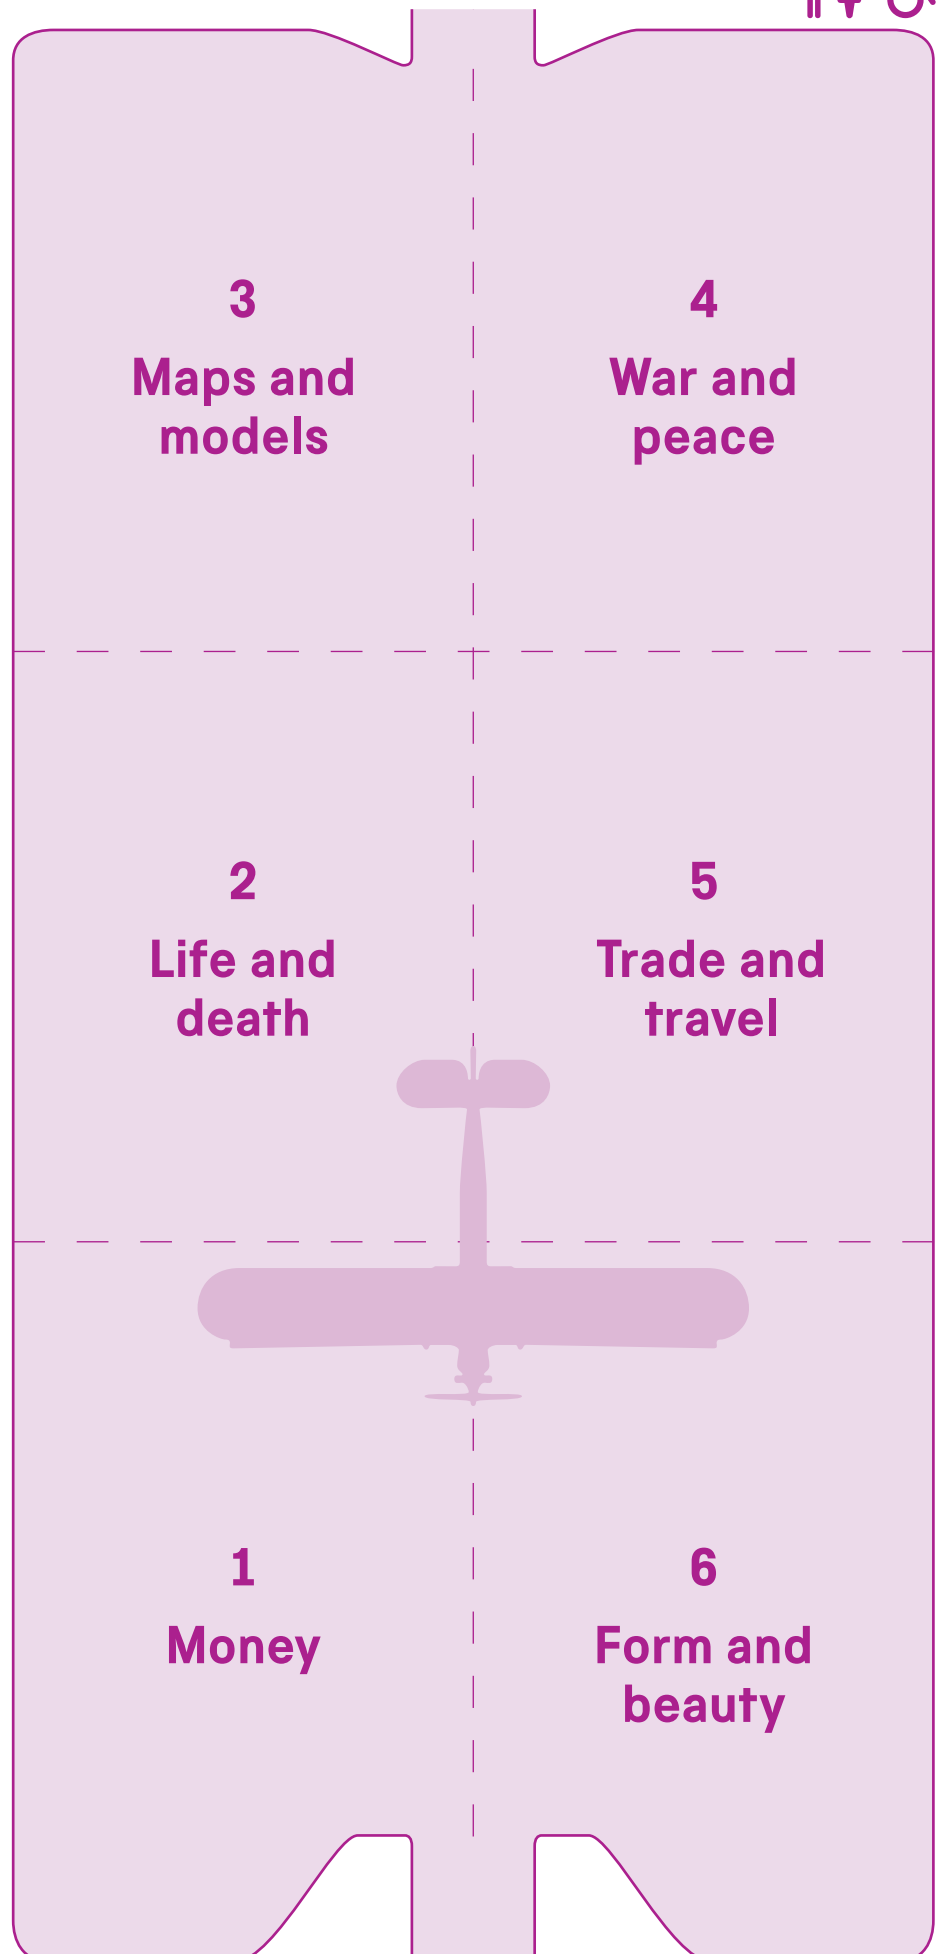 3
Maps and
models
4
War and
peace
2
Life and
death
5
Trade and
travel
1
Money
6
Form and
beauty